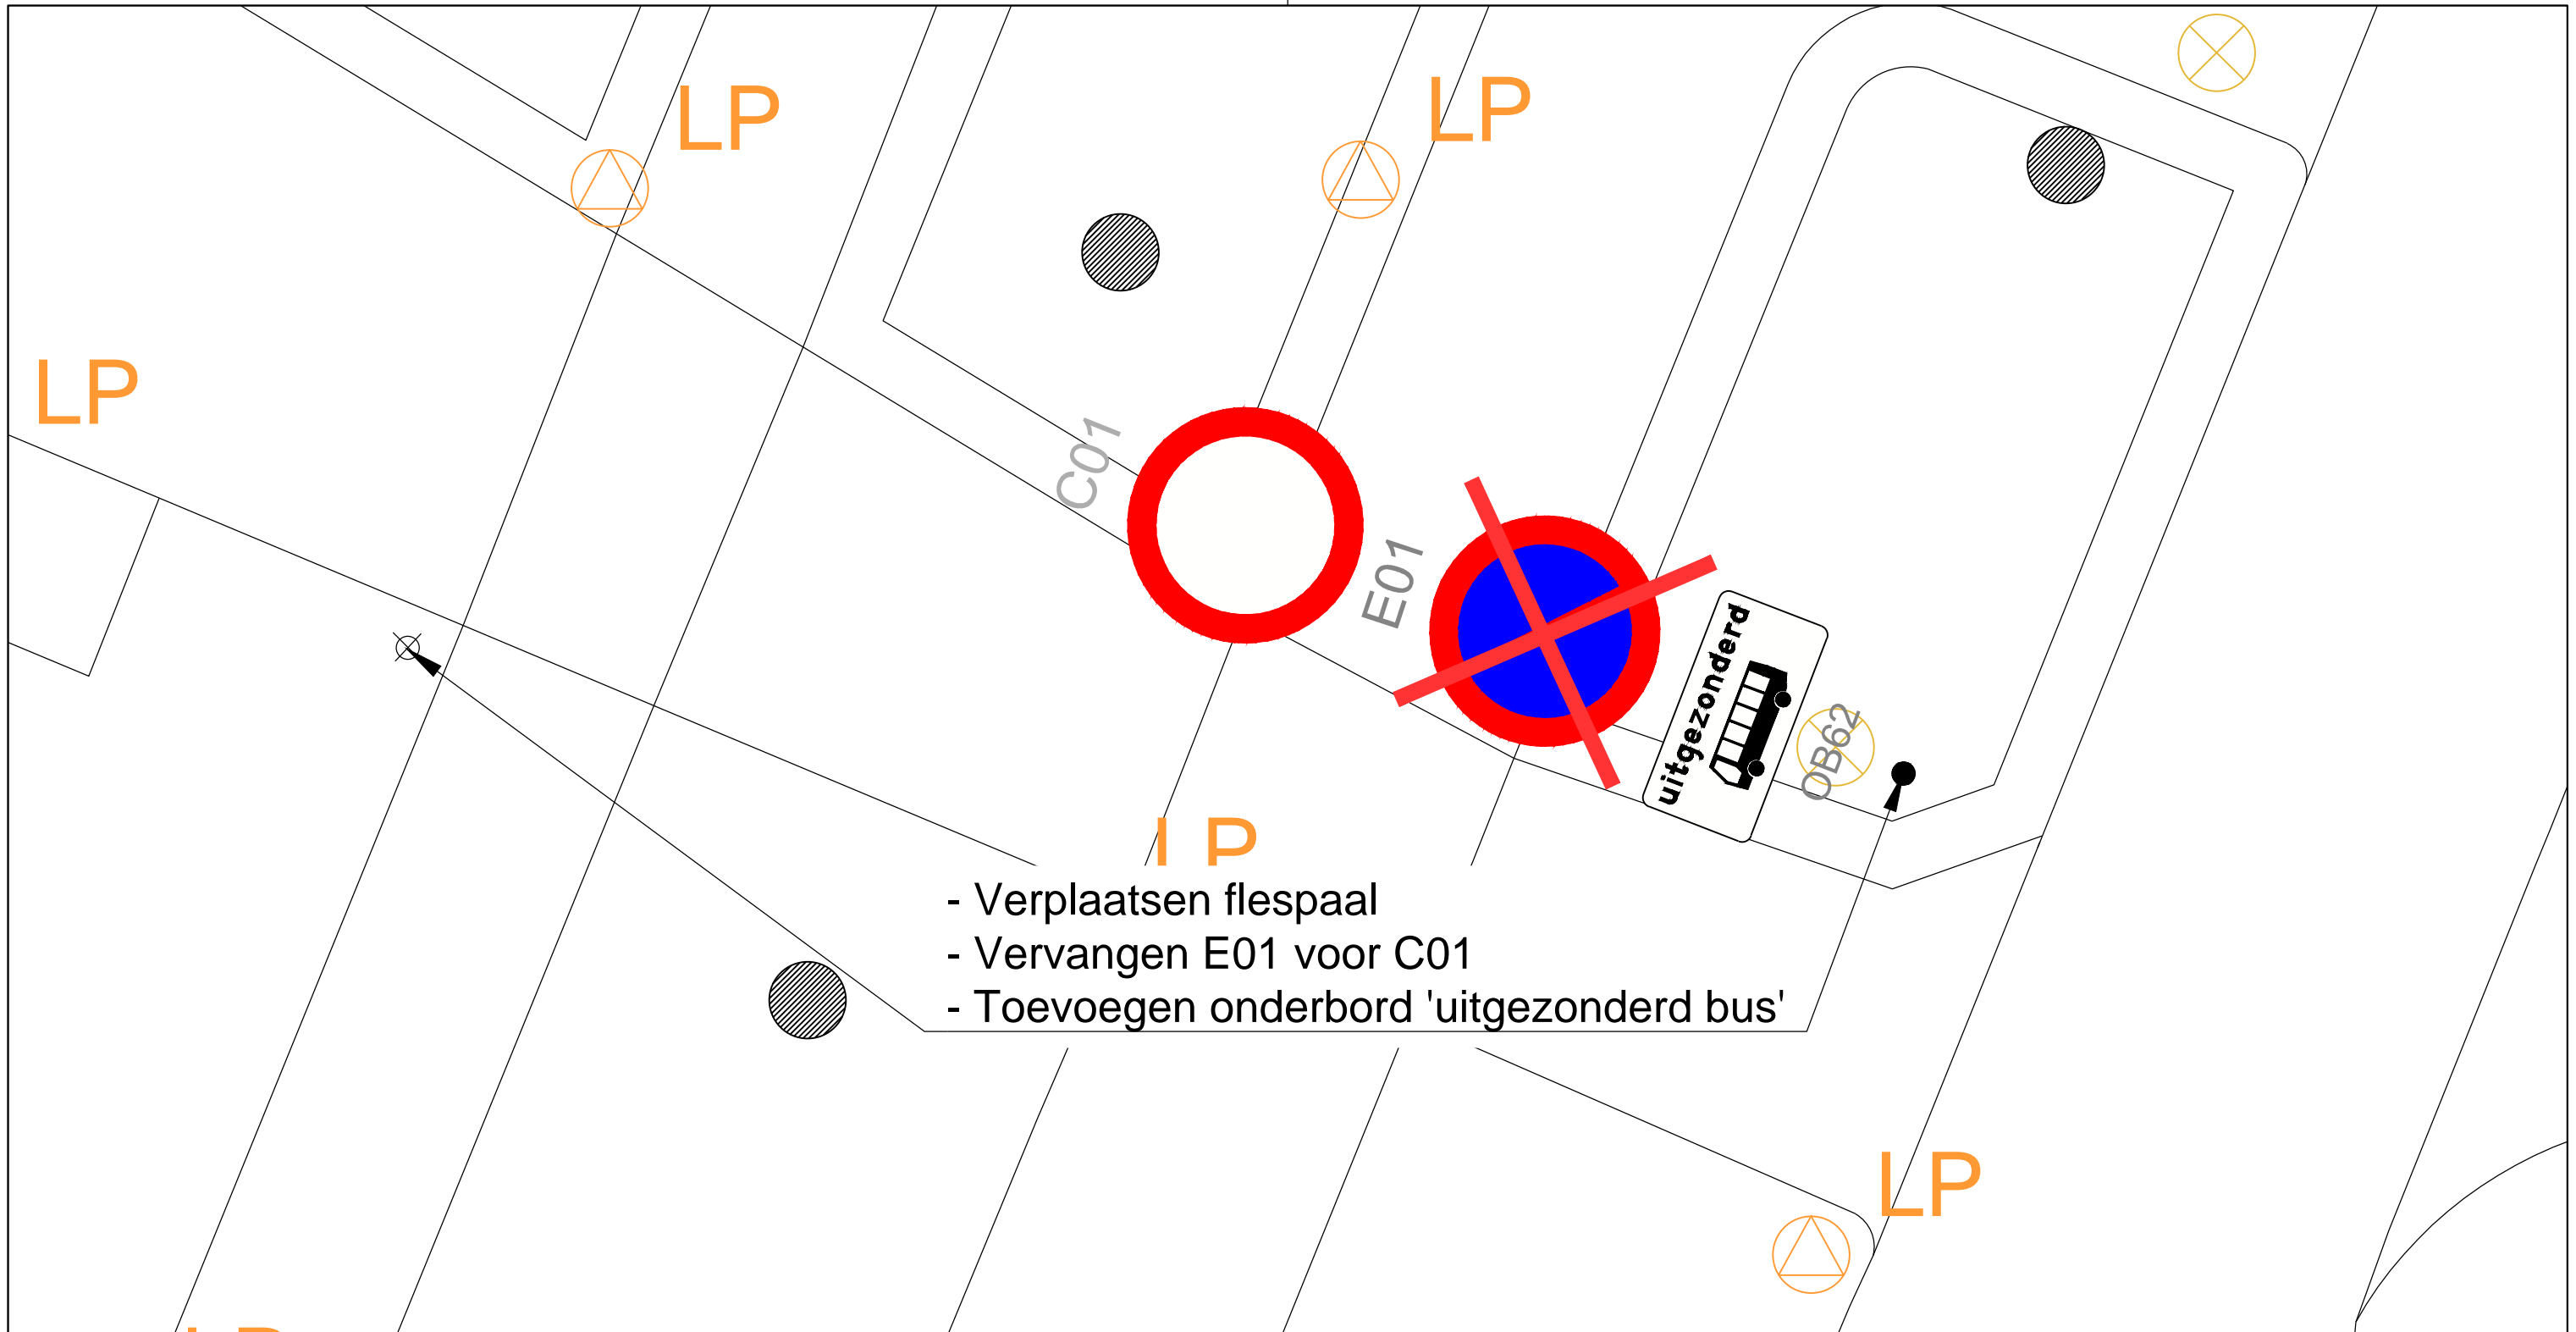 LP
LP
LP
C01
E01
uitgezonderd
OB62
LP
- Verplaatsen flespaal
- Vervangen E01 voor C01
- Toevoegen onderbord 'uitgezonderd bus'
LP
LP